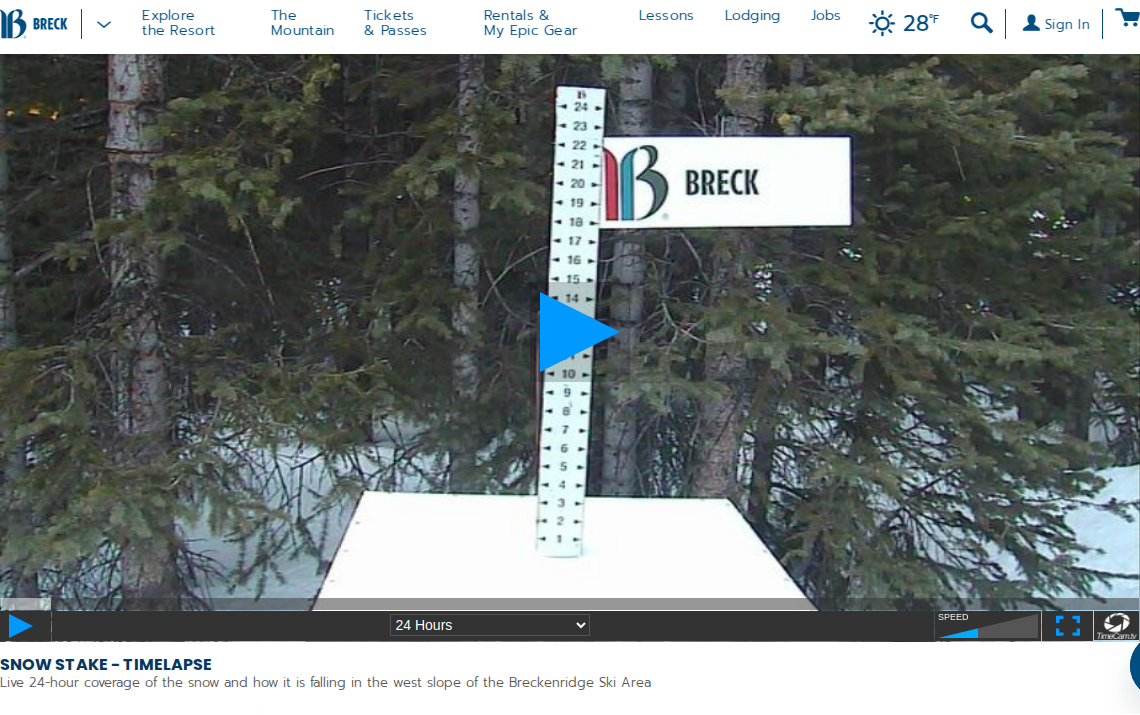 BRECK
Explore
the Resort
The
Mountain
Tickets
& Passes
Rentals &
My Epic Gear
Lessons
Lodging
Jobs
28°F
Sign In
24
23
22
21
20
19
18
17
16
15
14
10
9
8
7
6
5
4
3
2
1
BRECK
24 Hours
SPEED
TimeCam.tv
SNOW STAKE - TIMELAPSE
Live 24-hour coverage of the snow and how it is falling in the west slope of the Breckenridge Ski Area